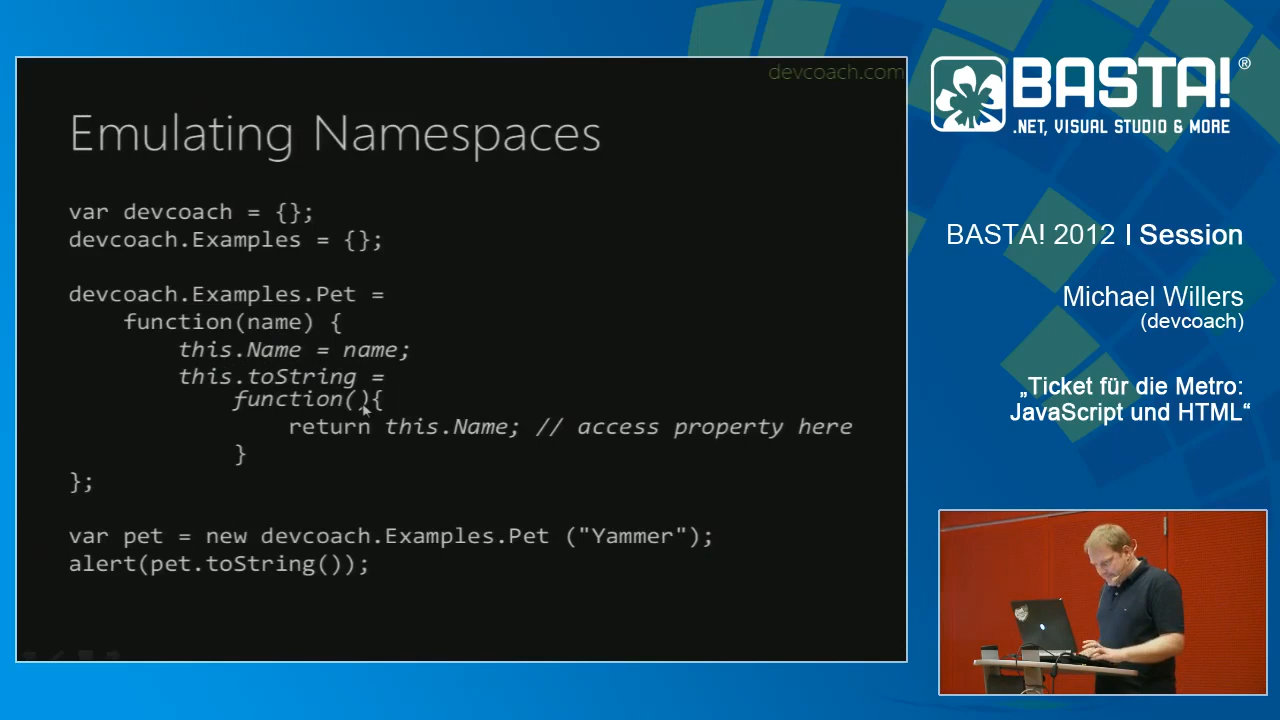 devcoach.com
Emulating Namespaces
var devcoach = {};
devcoach.Examples = {};
devcoach.Examples.Pet =
function(name) {
this.Name = name;
this.toString =
function(){
return this.Name; // access property here
}
};
var pet = new devcoach.Examples.Pet ("Yammer");
alert(pet.toString());
BASTA!®
.NET, VISUAL STUDIO & MORE
BASTA! 2012 I Session
Michael Willers
(devcoach)
„Ticket für die Metro:
JavaScript und HTML“